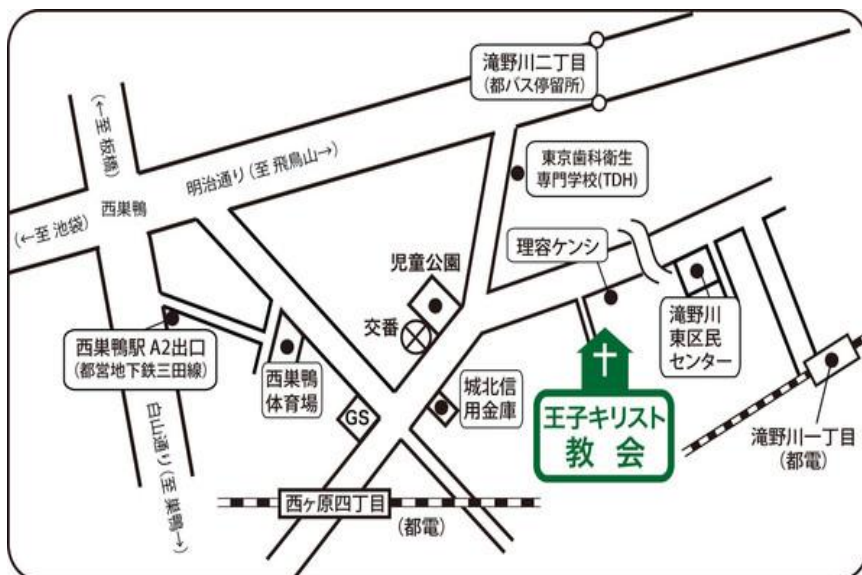 滝野川二丁目
(都バス停留所)
(←至 板橋)
明治通り (至 飛鳥山→)
西巣鴨
(←至 池袋)
東京歯科衛生
専門学校(TDH)
理容ケンシ
児童公園
交番
滝野川
東区民
センター
西巣鴨駅 A2出口
(都営地下鉄三田線)
西巣鴨
体育場
GS
城北信
用金庫
王子キリスト
教会
滝野川一丁目
(都電)
白山通り (至 巣鴨→)
西ヶ原四丁目
(都電)